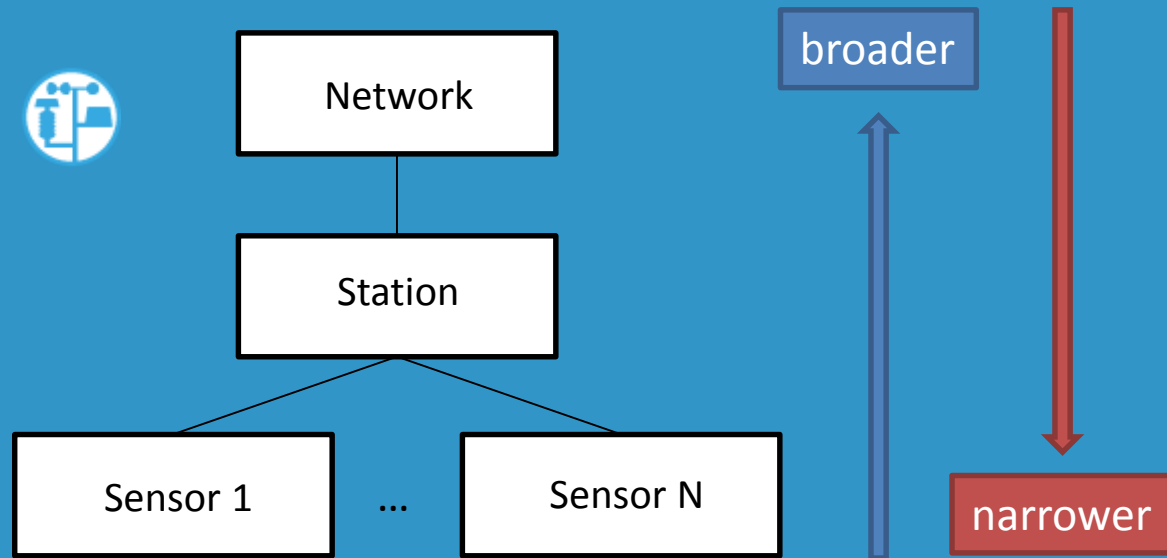 broader
Network
Station
Sensor 1 ... Sensor N
narrower